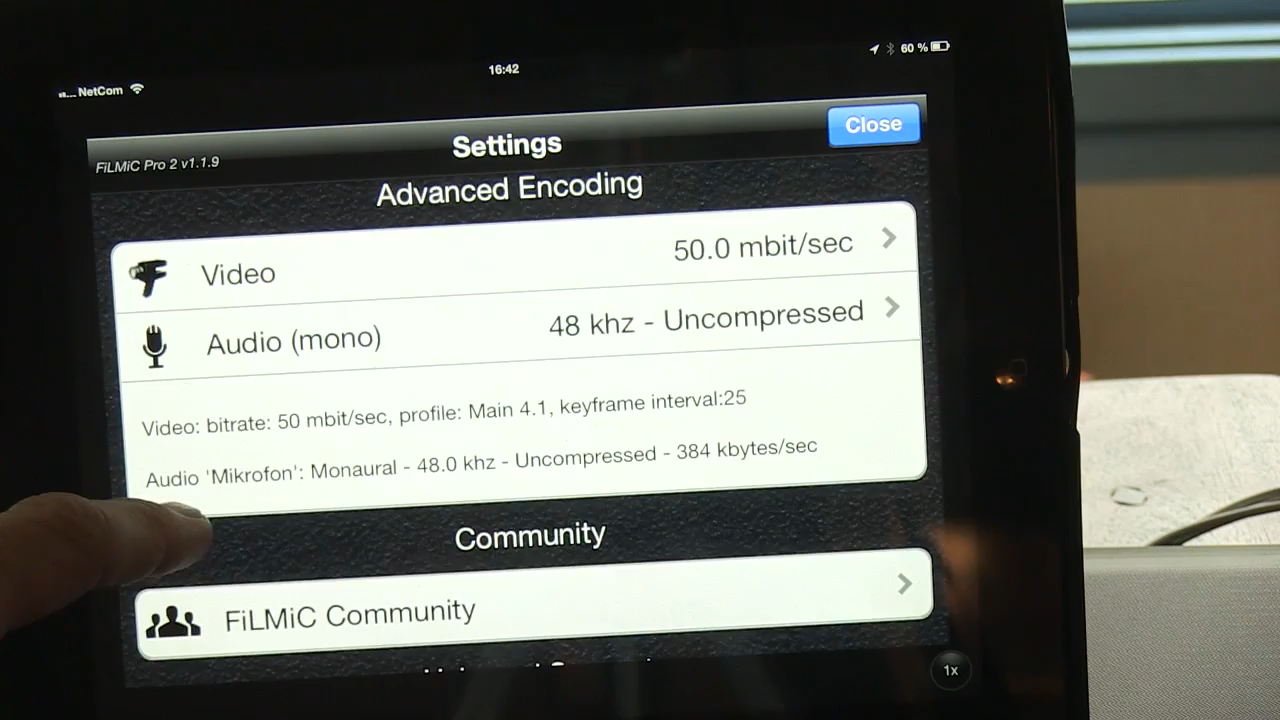 NetCom
16:42
60 %
FiLMiC Pro 2 v1.1.9
Settings
Close
Advanced Encoding
Video
50.0 mbit/sec
Audio (mono)
48 khz - Uncompressed
Video: bitrate: 50 mbit/sec, profile: Main 4.1, keyframe interval:25
Audio 'Mikrofon': Monaural - 48.0 khz - Uncompressed - 384 kbytes/sec
Community
FiLMiC Community
1x